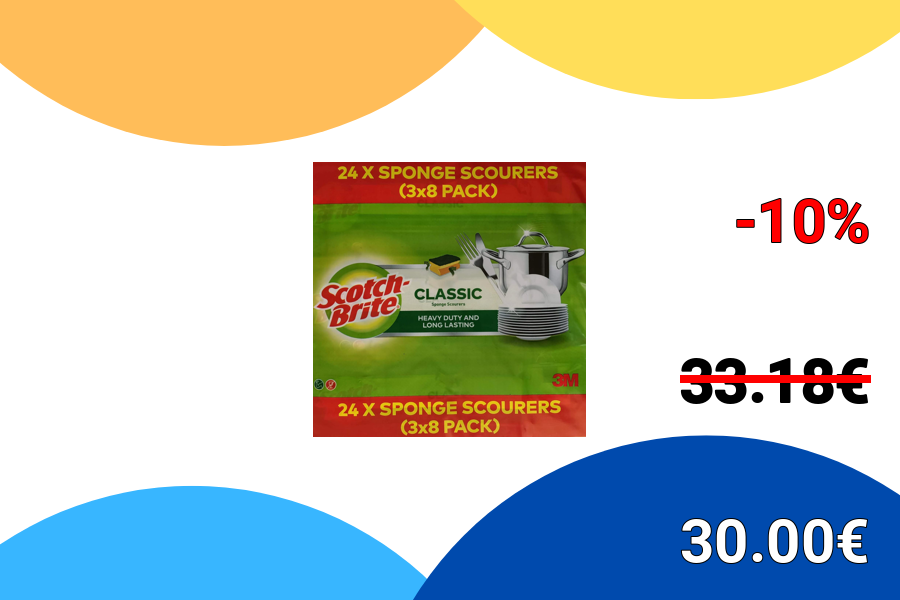 24 X SPONGE SCOURERS
(3x8 PACK)
-10%
Scotch-
Brite
CLASSIC
Sponge Scourers
HEAVY DUTY AND
LONG LASTING
3M
33.18€
24 X SPONGE SCOURERS
(3x8 PACK)
30.00€